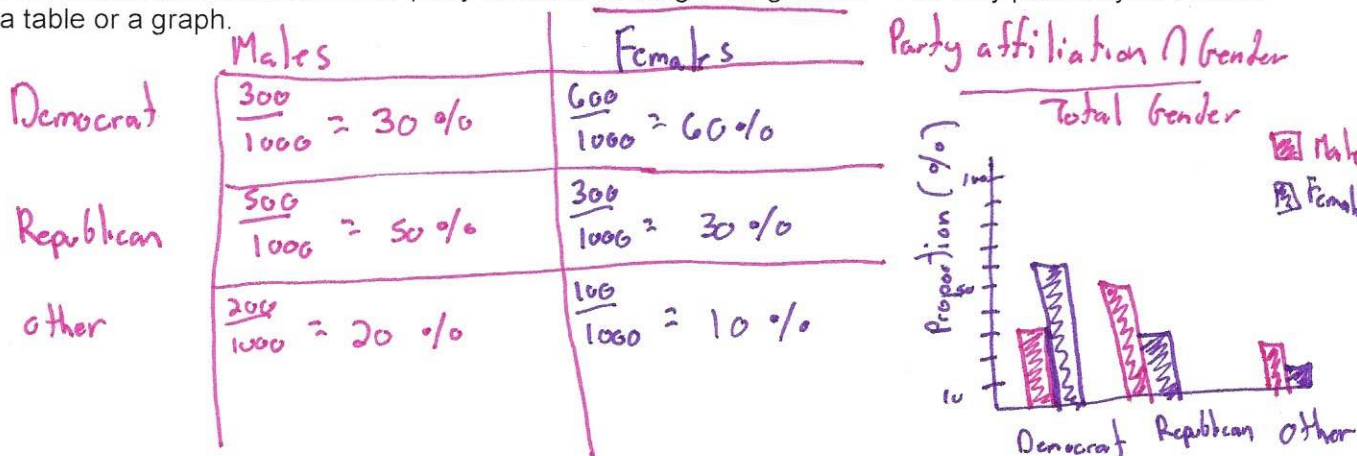 a table or a graph.
Males Females
Democrat 300/1000 = 30 % 600/1000 = 60 %
Republican 500/1000 = 50 % 300/1000 = 30 %
other 200/1000 = 20 % 100/1000 = 10 %
Party affiliation ∩ Gender
Total Gender
Female
Proportion (%)
100
50
10
Democrat Republican Other